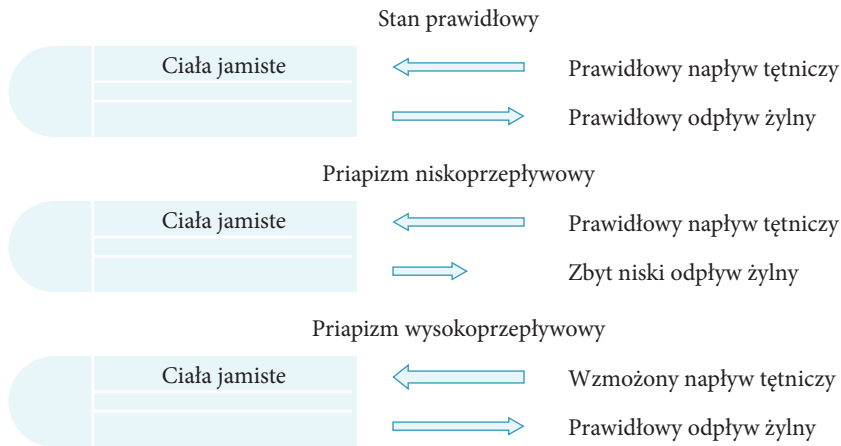 Stan prawidłowy
Ciała jamiste
Prawidłowy napływ tętniczy
Prawidłowy odpływ żylny
Priapizm niskoprzepływowy
Ciała jamiste
Prawidłowy napływ tętniczy
Zbyt niski odpływ żylny
Priapizm wysokoprzepływowy
Ciała jamiste
Wzmożony napływ tętniczy
Prawidłowy odpływ żylny